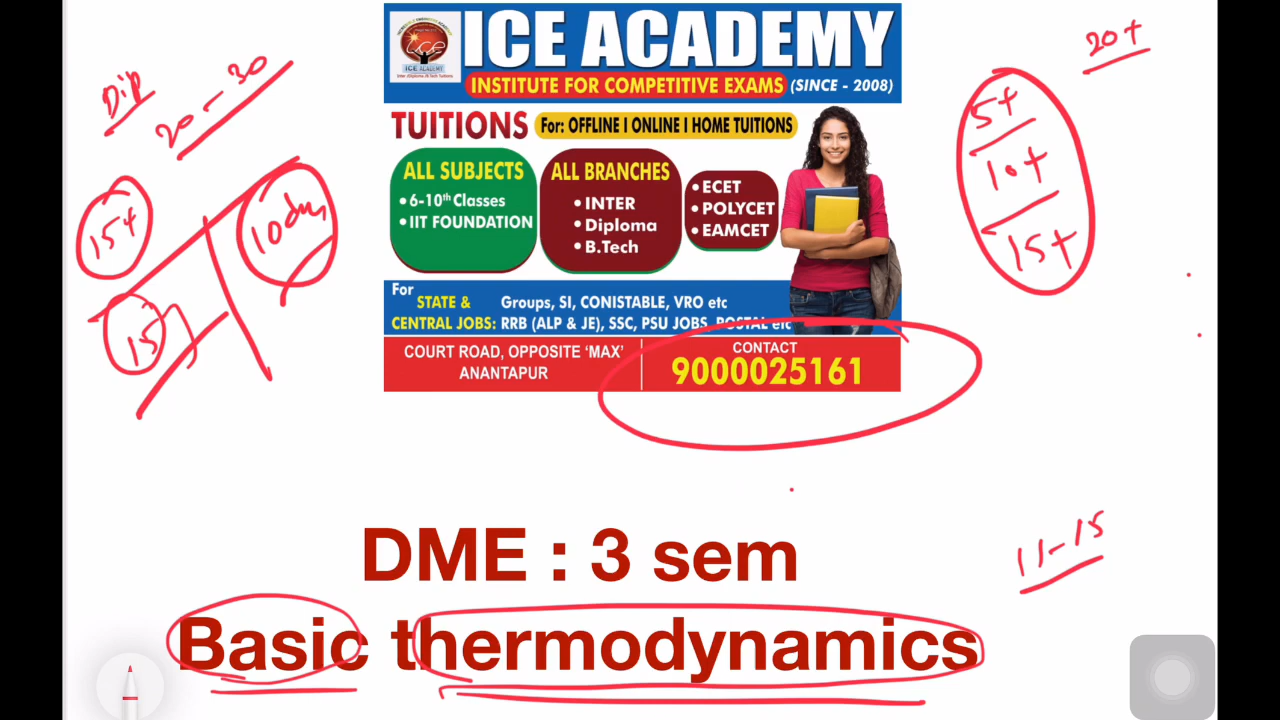 ICE ACADEMY
ICE ACADEMY
INSTITUTE FOR COMPETITIVE EXAMS (SINCE - 2008)
TUITIONS For: OFFLINE I ONLINE I HOME TUITIONS
ALL SUBJECTS
• 6-10th Classes
• IIT FOUNDATION
ALL BRANCHES
• INTER
• Diploma
• B.Tech
• ECET
• POLYCET
• EAMCET
For
STATE & Groups, SI, CONISTABLE, VRO etc
CENTRAL JOBS: RRB (ALP & JE), SSC, PSU JOBS, POSTAL etc
COURT ROAD, OPPOSITE ‘MAX’
ANANTAPUR
CONTACT
9000025161
Dip
20-30
15+
15
20+
5+
10+
15+
11-15
DME : 3 sem
Basic thermodynamics